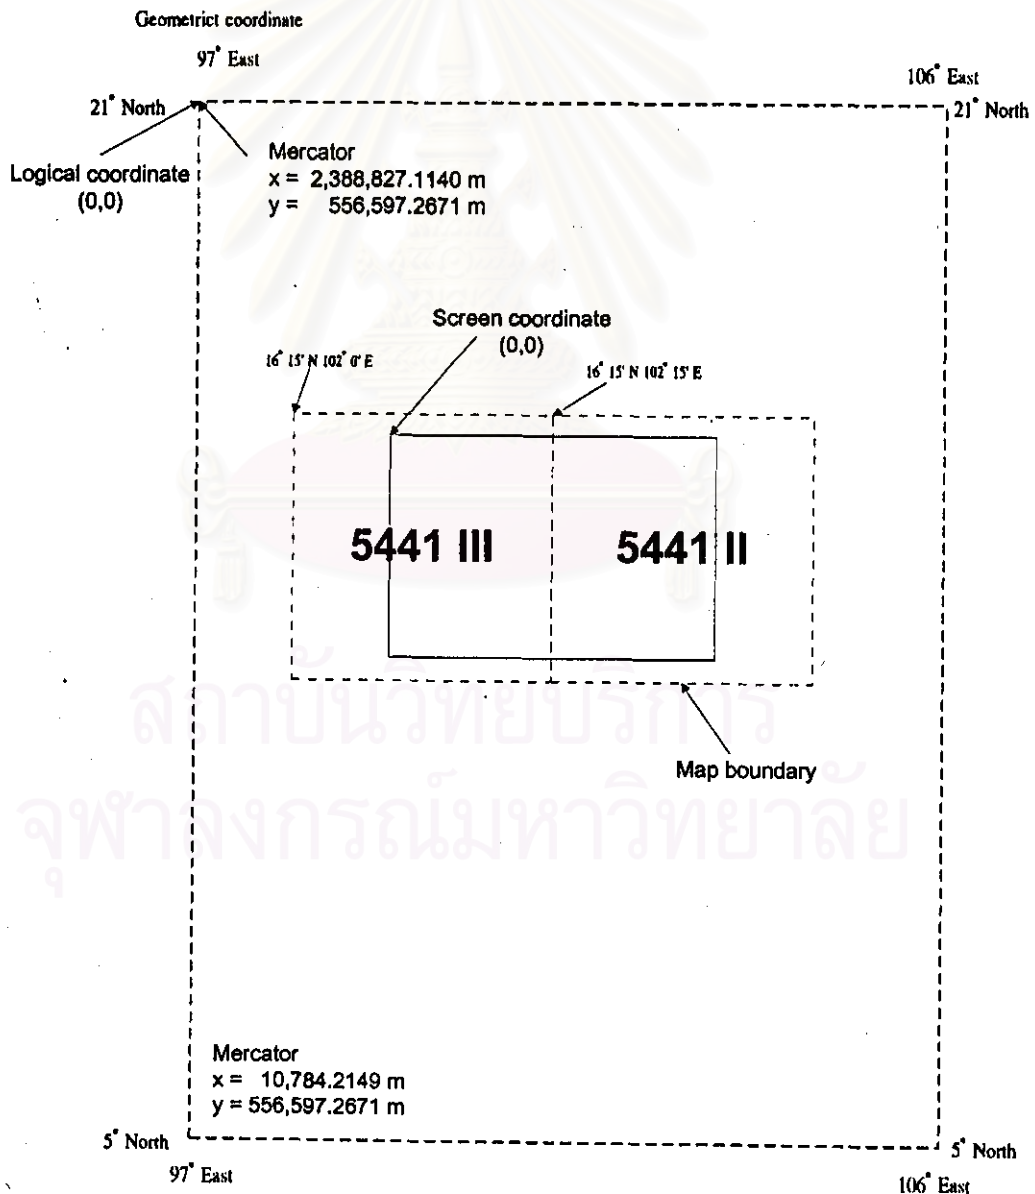 Geometrict coordinate
97° East
106° East
21° North
21° North
Logical coordinate
(0,0)
Mercator
x = 2,388,827.1140 m
y = 556,597.2671 m
Screen coordinate
(0,0)
16° 15' N 102° 0' E
16° 15' N 102° 15' E
5441 III
5441 II
สถาบันวิทยบริการ
Map boundary
จุฬาลงกรณ์มหาวิทยาลัย
Mercator
x = 10,784.2149 m
y = 556,597.2671 m
5° North
5° North
97° East
106° East